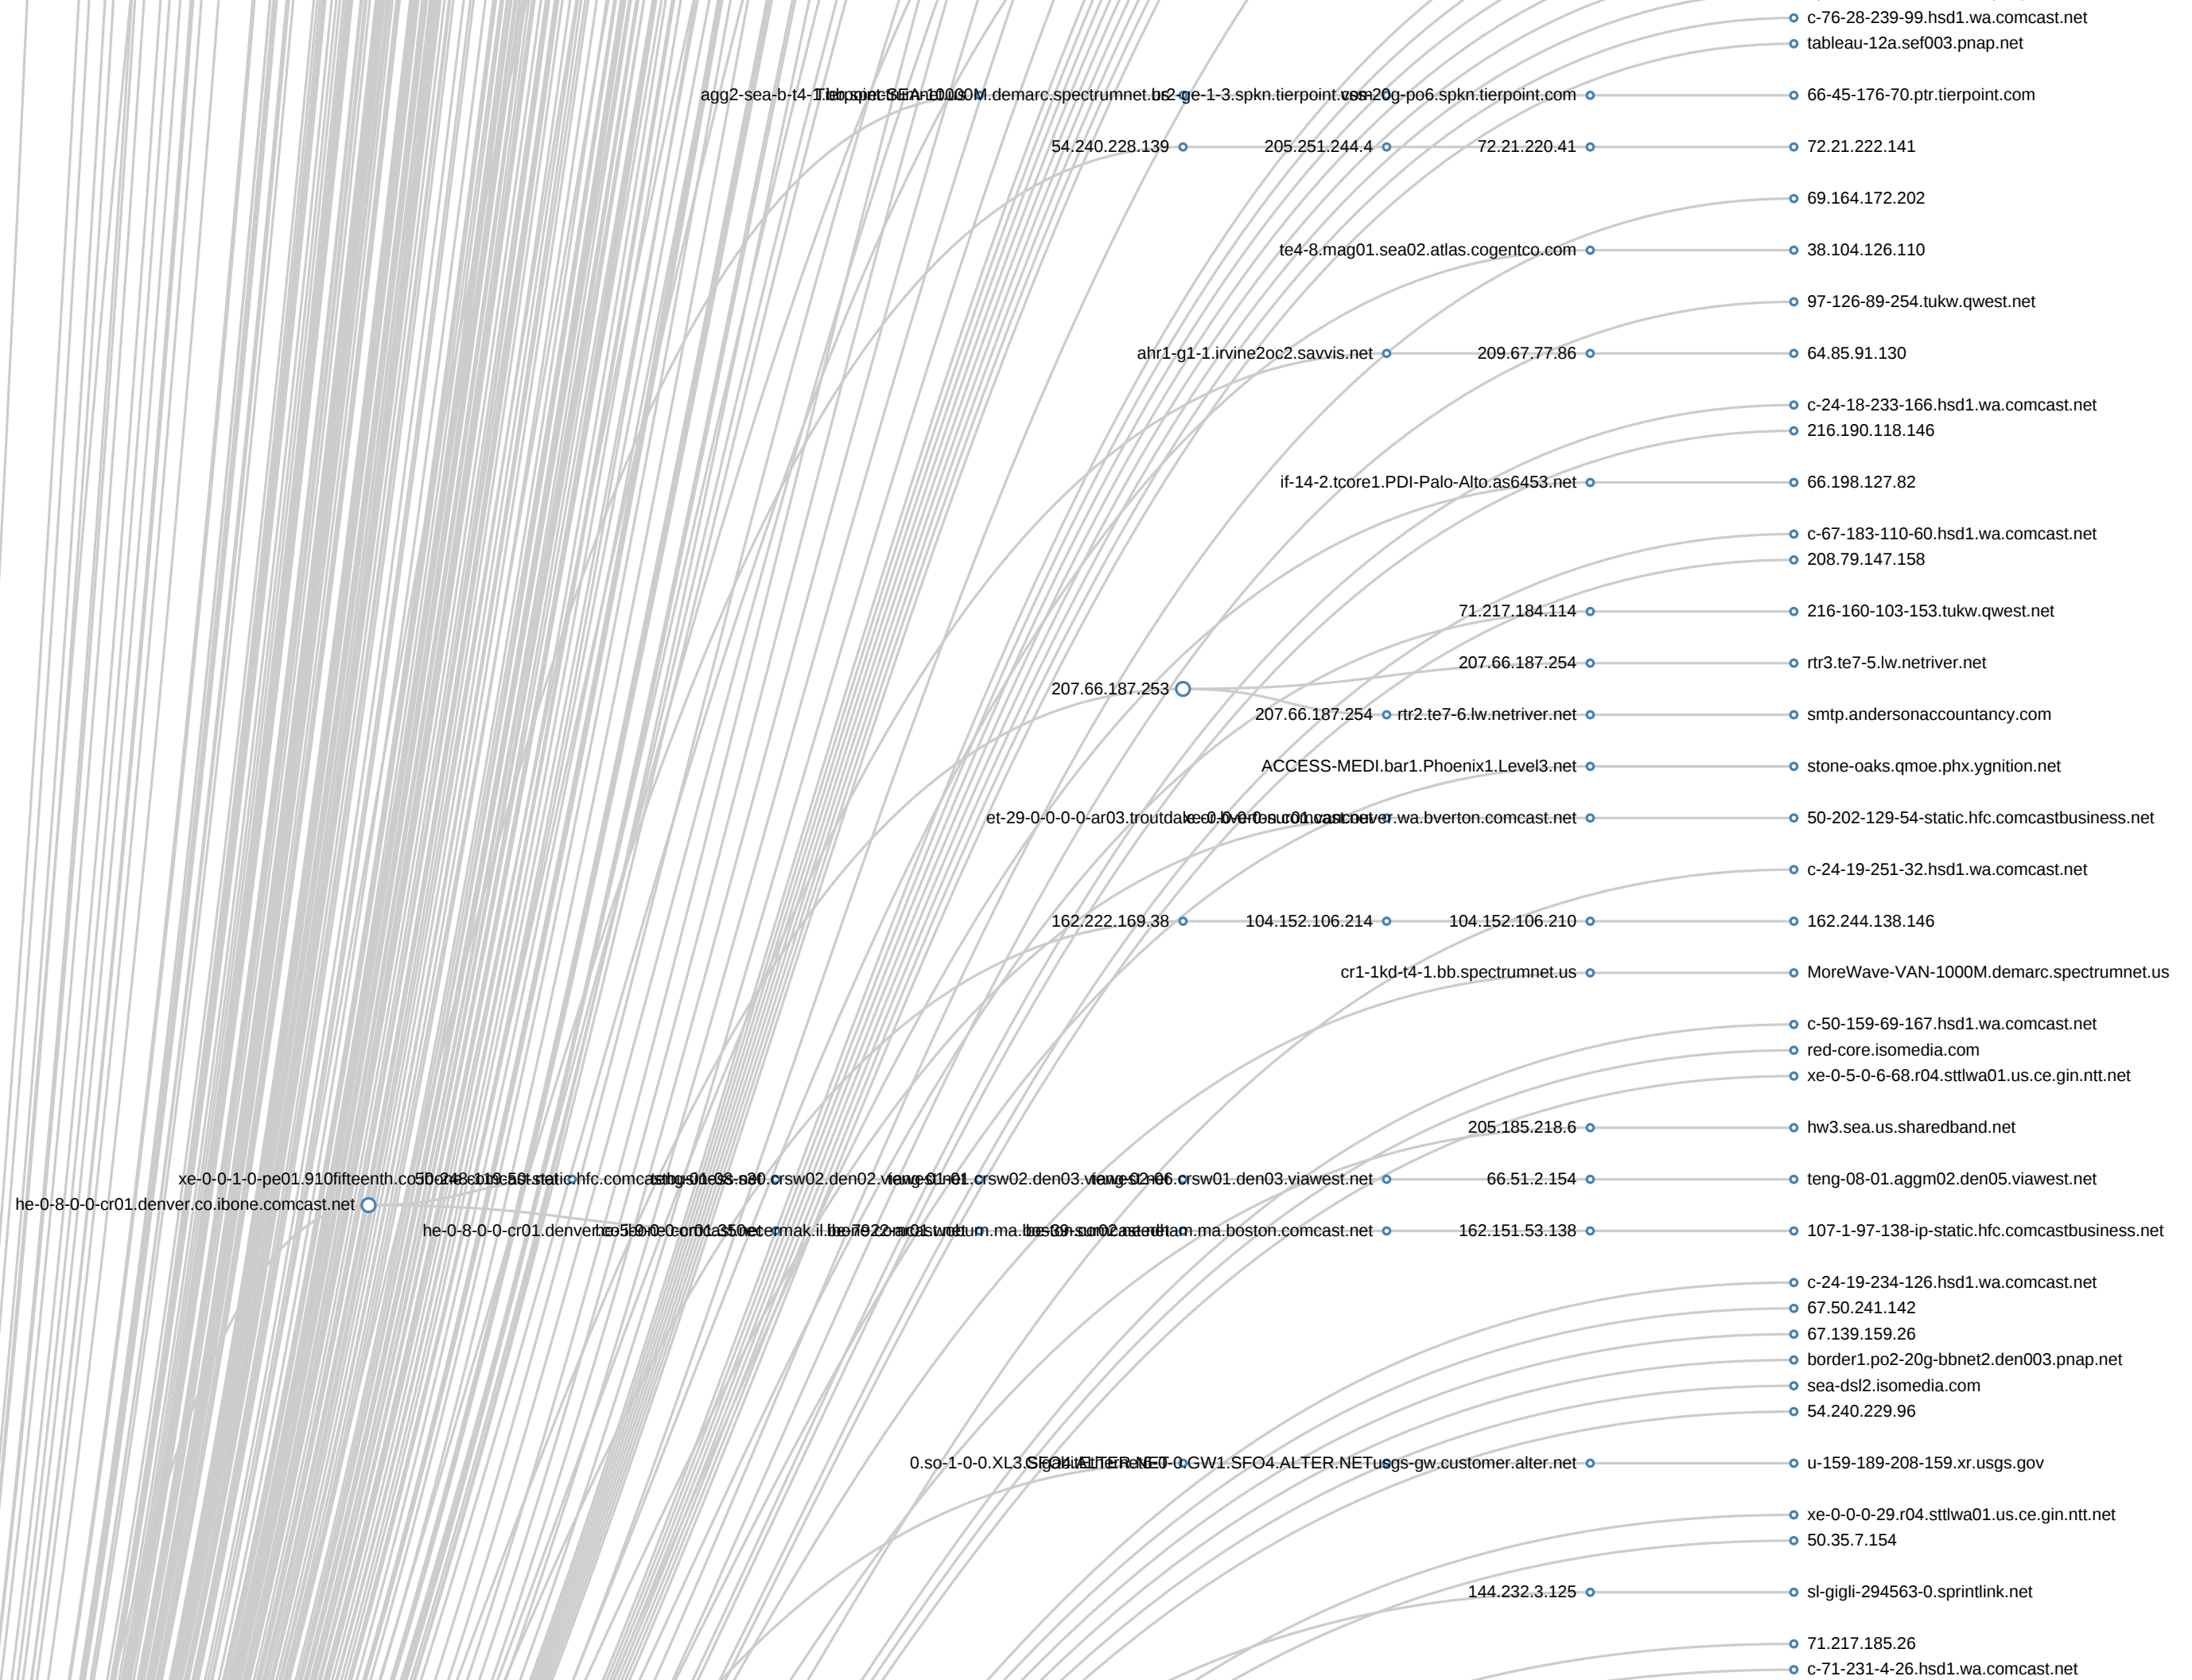 c-76-28-239-99.hsd1.wa.comcast.net
tableau-12a.sef003.pnap.net
vss-20g-po6.spkn.tierpoint.com 66-45-176-70.ptr.tierpoint.com
54.240.228.139 205.251.244.4 72.21.220.41 72.21.222.141
69.164.172.202
te4-8.mag01.sea02.atlas.cogentco.com 38.104.126.110
97-126-89-254.tukw.qwest.net
ahr1-g1-1.irvine2oc2.savvis.net 209.67.77.86 64.85.91.130
c-24-18-233-166.hsd1.wa.comcast.net
216.190.118.146
if-14-2.tcore1.PDI-Palo-Alto.as6453.net 66.198.127.82
c-67-183-110-60.hsd1.wa.comcast.net
208.79.147.158
71.217.184.114 216-160-103-153.tukw.qwest.net
207.66.187.254 rtr3.te7-5.lw.netriver.net
207.66.187.253
207.66.187.254 rtr2.te7-6.lw.netriver.net smtp.andersonaccountancy.com
ACCESS-MEDI.bar1.Phoenix1.Level3.net stone-oaks.qmoe.phx.ygnition.net
50-202-129-54-static.hfc.comcastbusiness.net
c-24-19-251-32.hsd1.wa.comcast.net
162.222.169.38 104.152.106.214 104.152.106.210 162.244.138.146
cr1-1kd-t4-1.bb.spectrumnet.us MoreWave-VAN-1000M.demarc.spectrumnet.us
c-50-159-69-167.hsd1.wa.comcast.net
red-core.isomedia.com
xe-0-5-0-6-68.r04.sttlwa01.us.ce.gin.ntt.net
205.185.218.6 hw3.sea.us.sharedband.net
66.51.2.154 teng-08-01.aggm02.den05.viawest.net
he-0-8-0-0-cr01.denver.co.ibone.comcast.net
162.151.53.138 107-1-97-138-ip-static.hfc.comcastbusiness.net
c-24-19-234-126.hsd1.wa.comcast.net
67.50.241.142
67.139.159.26
border1.po2-20g-bbnet2.den003.pnap.net
sea-dsl2.isomedia.com
54.240.229.96
usgs-gw.customer.alter.net u-159-189-208-159.xr.usgs.gov
xe-0-0-0-29.r04.sttlwa01.us.ce.gin.ntt.net
50.35.7.154
144.232.3.125 sl-gigli-294563-0.sprintlink.net
71.217.185.26
c-71-231-4-26.hsd1.wa.comcast.net